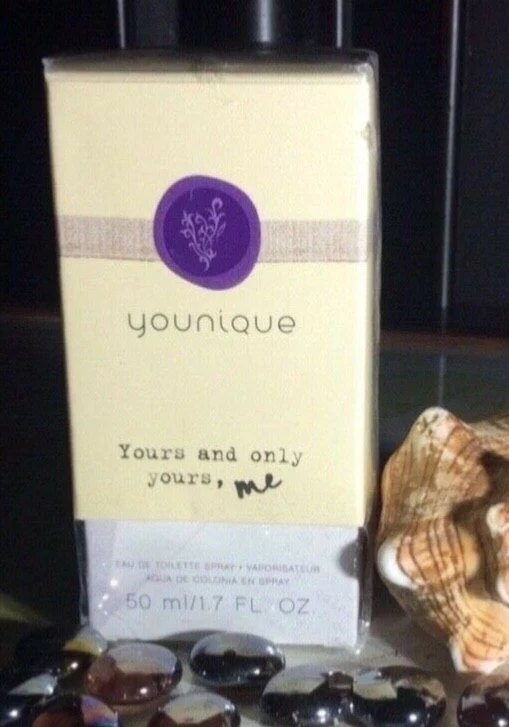 younique
Yours and only
yours, me
EAU DE TOILETTE SPRAY • VAPORISATEUR
AGUA DE COLONIA EN SPRAY
50 ml/1.7 FL. OZ.